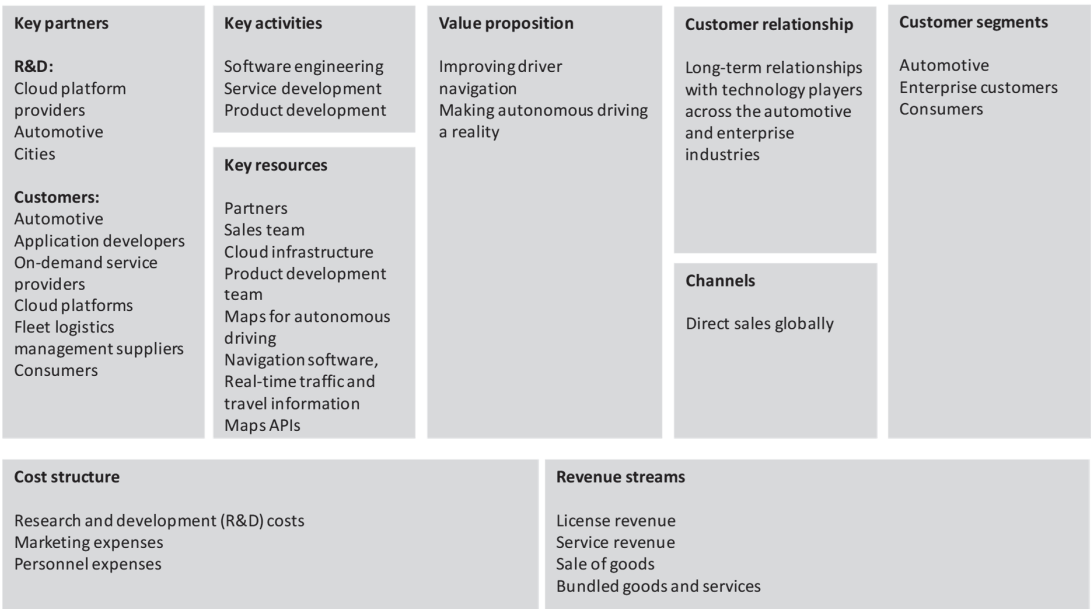 Key partners
R&D:
Cloud platform
providers
Automotive
Cities
Customers:
Automotive
Application developers
On-demand service
providers
Cloud platforms
Fleet logistics
management suppliers
Consumers
Key activities
Software engineering
Service development
Product development
Key resources
Partners
Sales team
Cloud infrastructure
Product development
team
Maps for autonomous
driving
Navigation software,
Real-time traffic and
travel information
Maps APIs
Value proposition
Improving driver
navigation
Making autonomous driving
a reality
Customer relationship
Long-term relationships
with technology players
across the automotive
and enterprise
industries
Channels
Direct sales globally
Customer segments
Automotive
Enterprise customers
Consumers
Cost structure
Research and development (R&D) costs
Marketing expenses
Personnel expenses
Revenue streams
License revenue
Service revenue
Sale of goods
Bundled goods and services